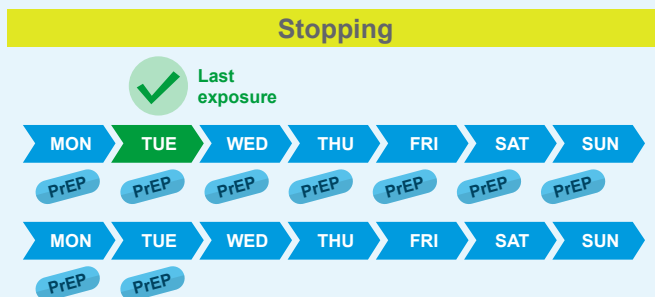 Stopping
Last
exposure
MON TUE WED THU FRI SAT SUN
PrEP PrEP PrEP PrEP PrEP PrEP PrEP
MON TUE WED THU FRI SAT SUN
PrEP PrEP